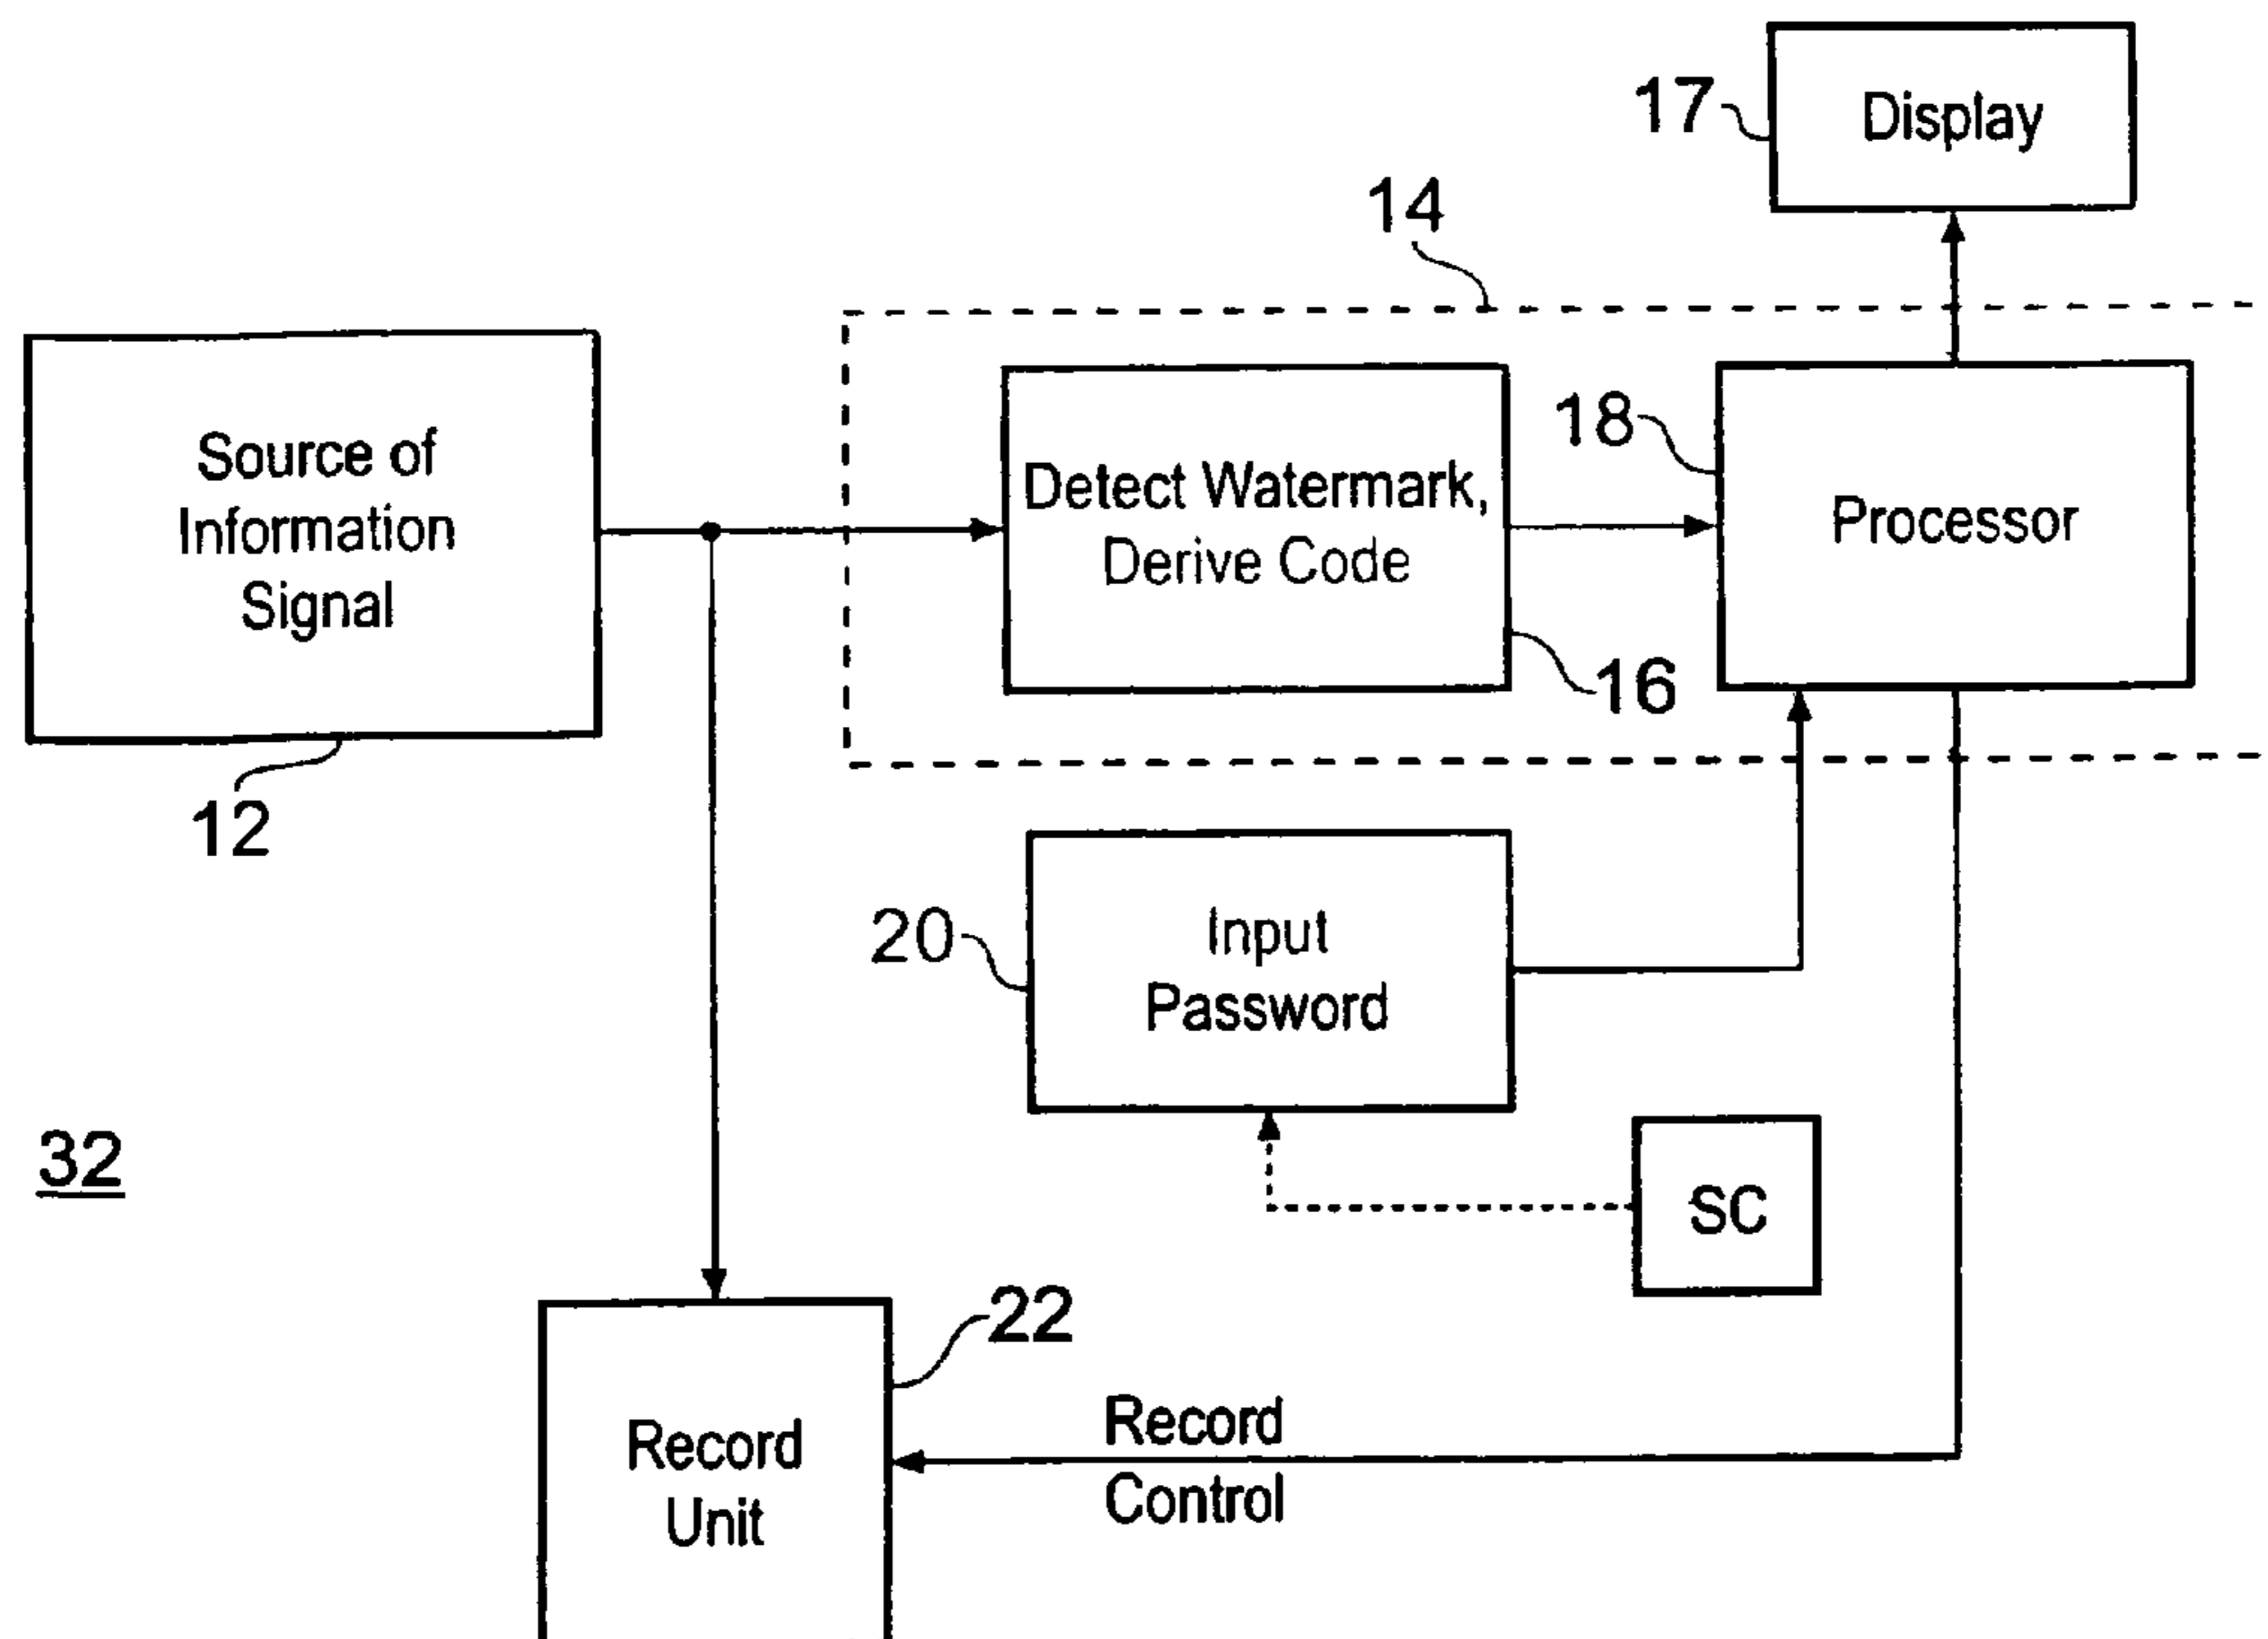 17
Display
14
Source of
Information
Signal
12
Detect Watermark,
Derive Code
16
18
Processor
20
Input
Password
32
SC
22
Record
Unit
Record
Control